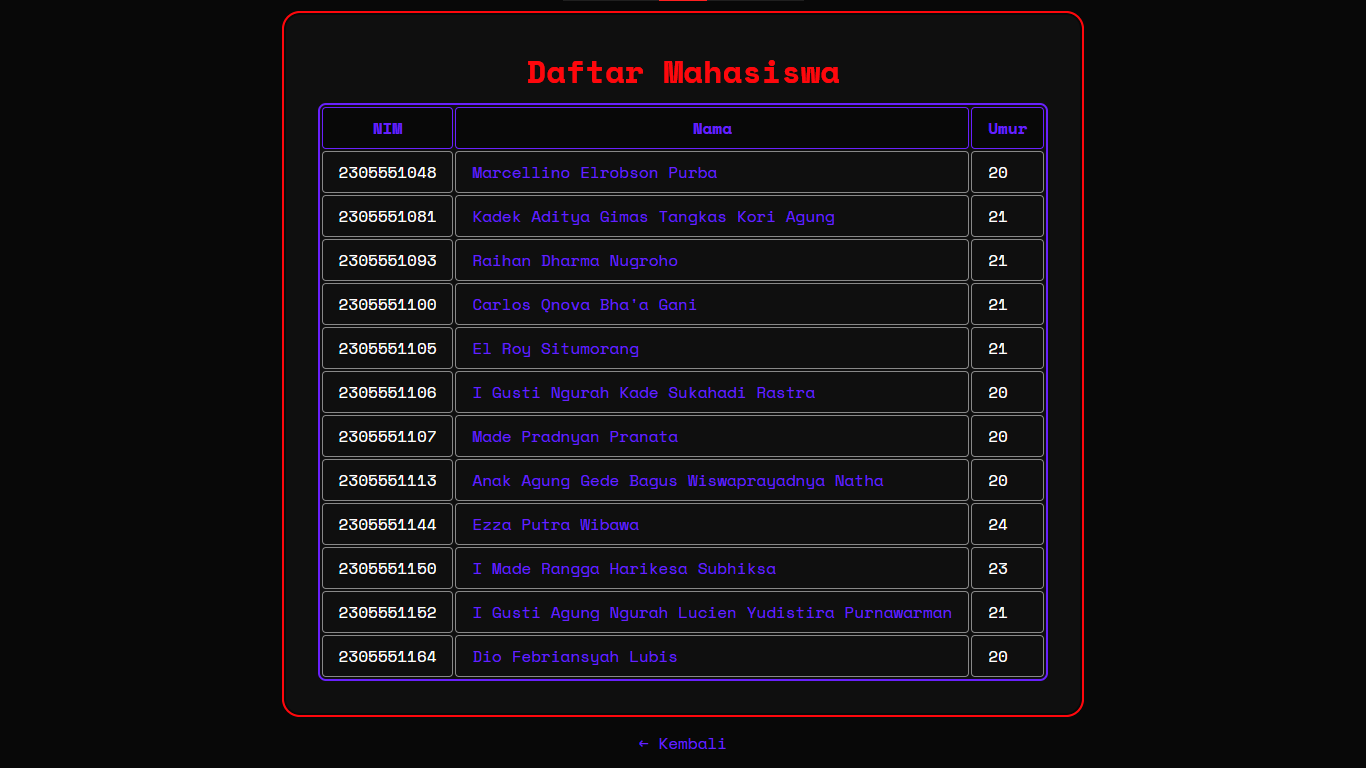 Daftar Mahasiswa
NIM Nama Umur
2305551048 Marcellino Elrobson Purba 20
2305551081 Kadek Aditya Gimas Tangkas Kori Agung 21
2305551093 Raihan Dharma Nugroho 21
2305551100 Carlos Qnova Bha'a Gani 21
2305551105 El Roy Situmorang 21
2305551106 I Gusti Ngurah Kade Sukahadi Rastra 20
2305551107 Made Pradnyan Pranata 20
2305551113 Anak Agung Gede Bagus Wiswaprayadnya Natha 20
2305551144 Ezza Putra Wibawa 24
2305551150 I Made Rangga Harikesa Subhiksa 23
2305551152 I Gusti Agung Ngurah Lucien Yudistira Purnawarman 21
2305551164 Dio Febriansyah Lubis 20
← Kembali